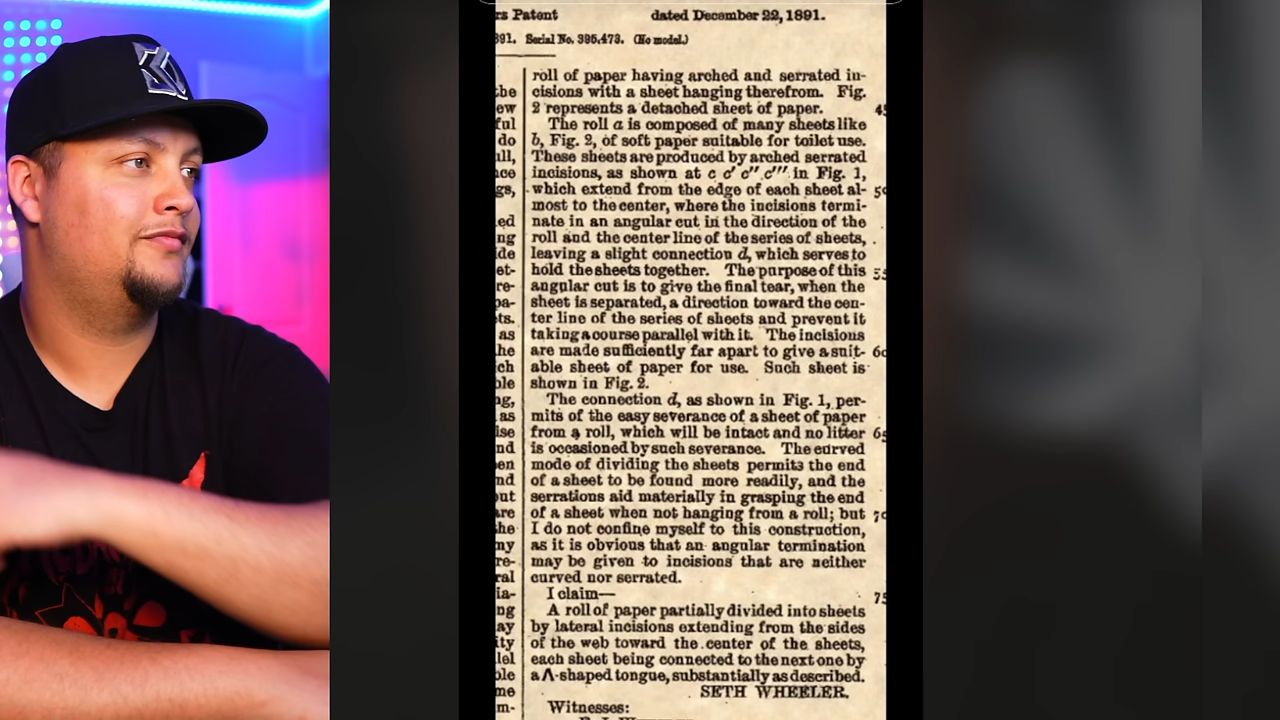 rs Patent dated December 22, 1891.
891. Serial No. 395,473. (No model.)
roll of paper having arched and serrated in-
cisions with a sheet hanging therefrom. Fig.
2 represents a detached sheet of paper.
The roll a is composed of many sheets like
b, Fig. 2, of soft paper suitable for toilet use.
These sheets are produced by arched serrated
incisions, as shown at c c' c'' c''' in Fig. 1,
which extend from the edge of each sheet al-
most to the center, where the incisions termi-
nate in an angular cut in the direction of the
roll and the center line of the series of sheets,
leaving a slight connection d, which serves to
hold the sheets together. The purpose of this
angular cut is to give the final tear, when the
sheet is separated, a direction toward the cen-
ter line of the series of sheets and prevent it
taking a course parallel with it. The incisions
are made sufficiently far apart to give a suit-
able sheet of paper for use. Such sheet is
shown in Fig. 2.
The connection d, as shown in Fig. 1, per-
mits of the easy severance of a sheet of paper
from a roll, which will be intact and no litter
is occasioned by such severance. The curved
mode of dividing the sheets permits the end
of a sheet to be found more readily, and the
serrations aid materially in grasping the end
of a sheet when not hanging from a roll; but
I do not confine myself to this construction,
as it is obvious that an angular termination
may be given to incisions that are neither
curved nor serrated.
I claim—
A roll of paper partially divided into sheets
by lateral incisions extending from the sides
of the web toward the center of the sheets,
each sheet being connected to the next one by
a Λ-shaped tongue, substantially as described.
SETH WHEELER.
Witnesses: